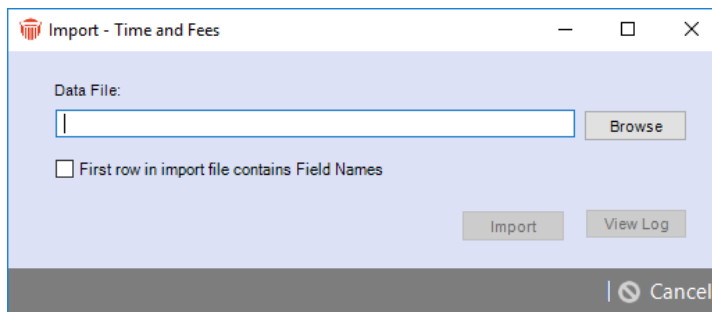 Import - Time and Fees
Data File:
Browse
First row in import file contains Field Names
Import
View Log
Cancel